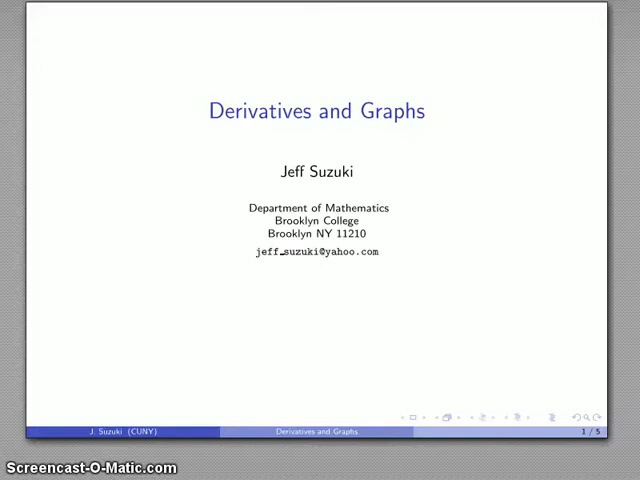 Derivatives and Graphs
Jeff Suzuki
Department of Mathematics
Brooklyn College
Brooklyn NY 11210
jeff_suzuki@yahoo.com
J. Suzuki (CUNY)
Derivatives and Graphs
1 / 5
Screencast-O-Matic.com